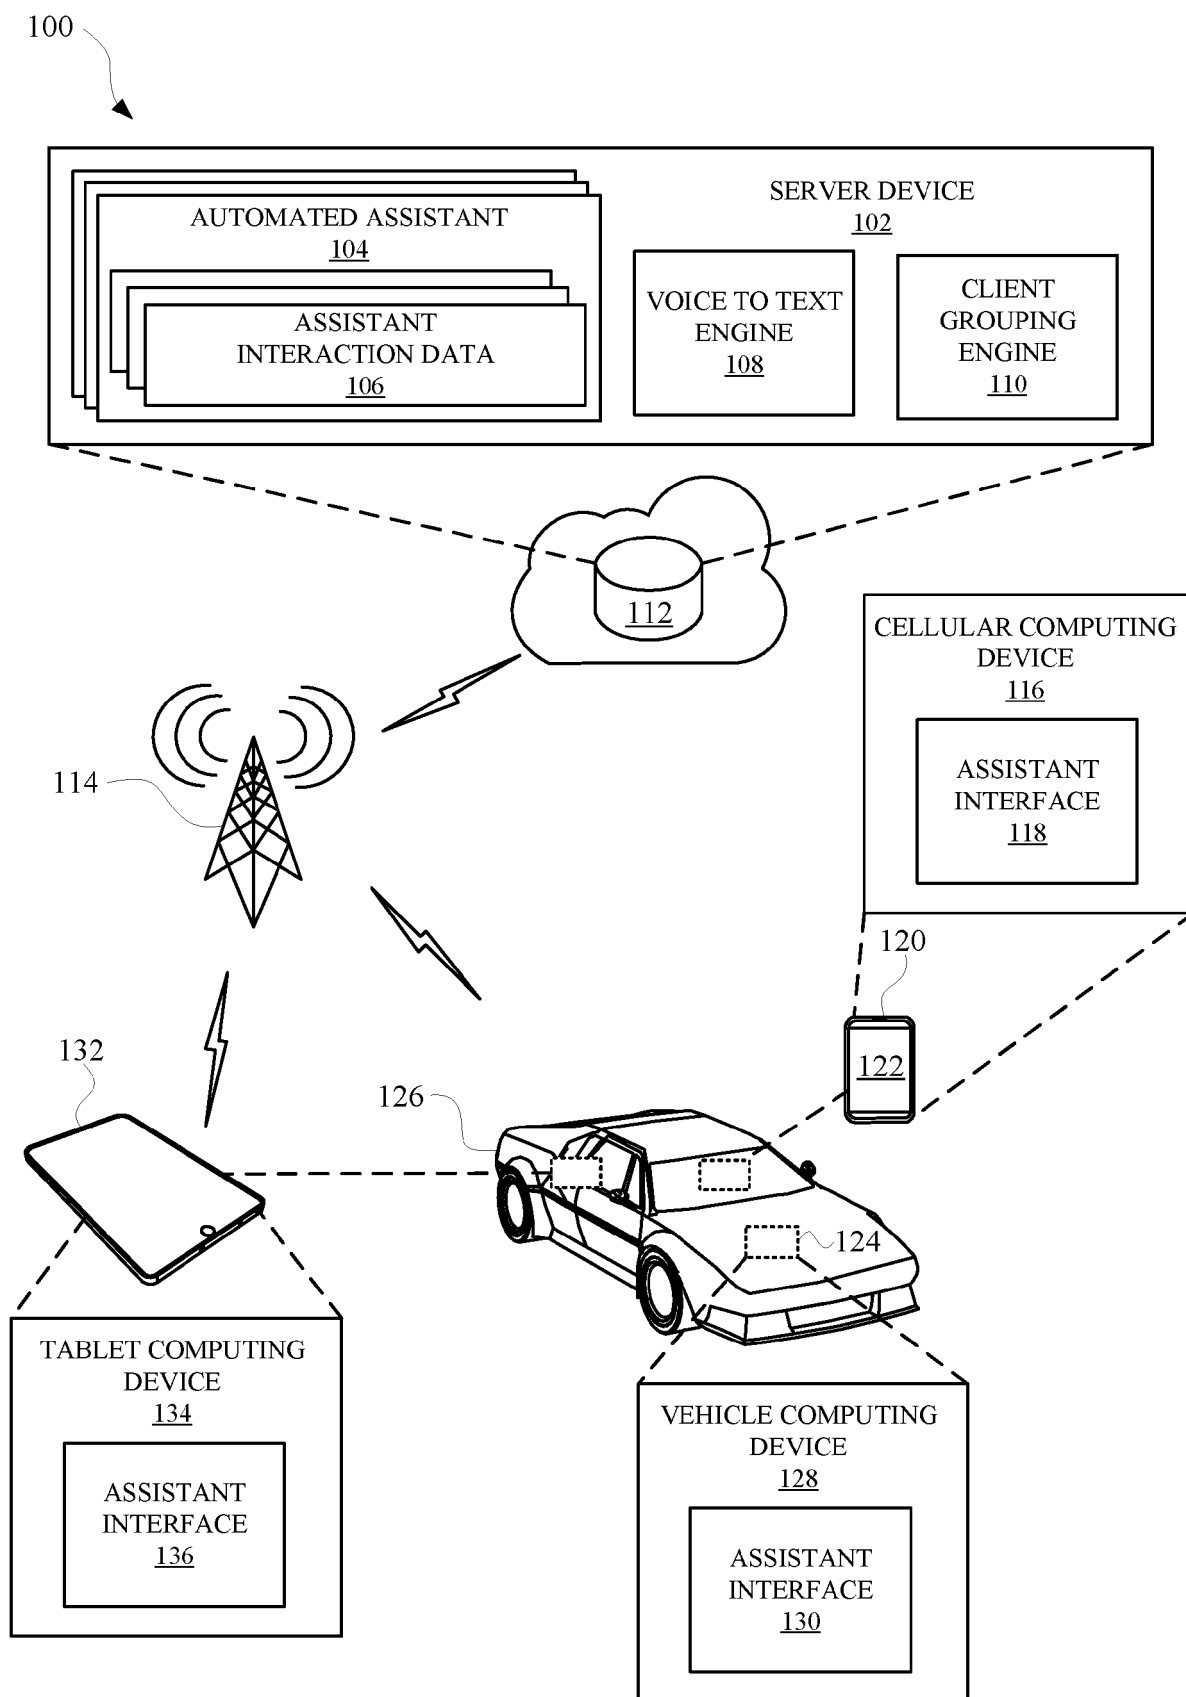 100
SERVER DEVICE
102
AUTOMATED ASSISTANT
104
ASSISTANT
INTERACTION DATA
106
VOICE TO TEXT
ENGINE
108
CLIENT
GROUPING
ENGINE
110
112
CELLULAR COMPUTING
DEVICE
116
ASSISTANT
INTERFACE
118
114
120
122
132
126
124
TABLET COMPUTING
DEVICE
134
ASSISTANT
INTERFACE
136
VEHICLE COMPUTING
DEVICE
128
ASSISTANT
INTERFACE
130